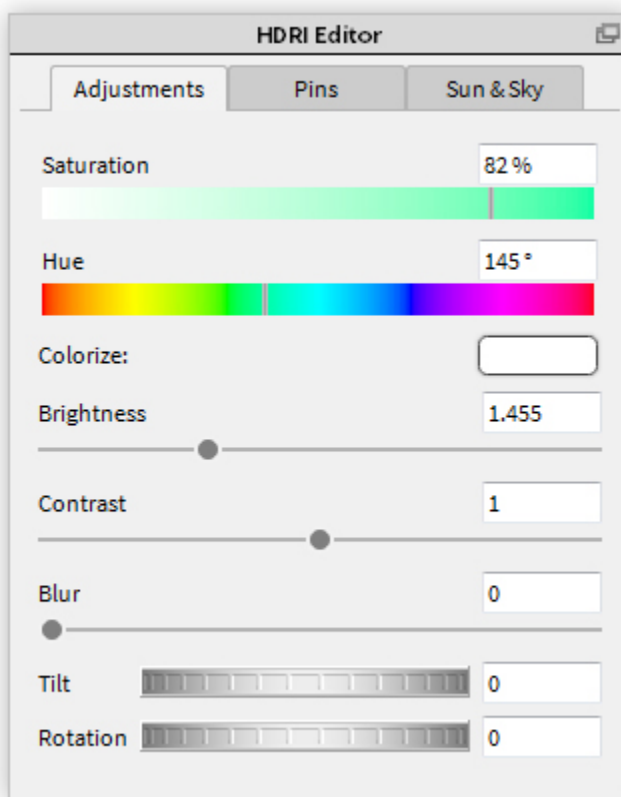 HDRI Editor
Adjustments Pins Sun & Sky
Saturation 82 %
Hue 145 °
Colorize:
Brightness 1.455
Contrast 1
Blur 0
Tilt 0
Rotation 0